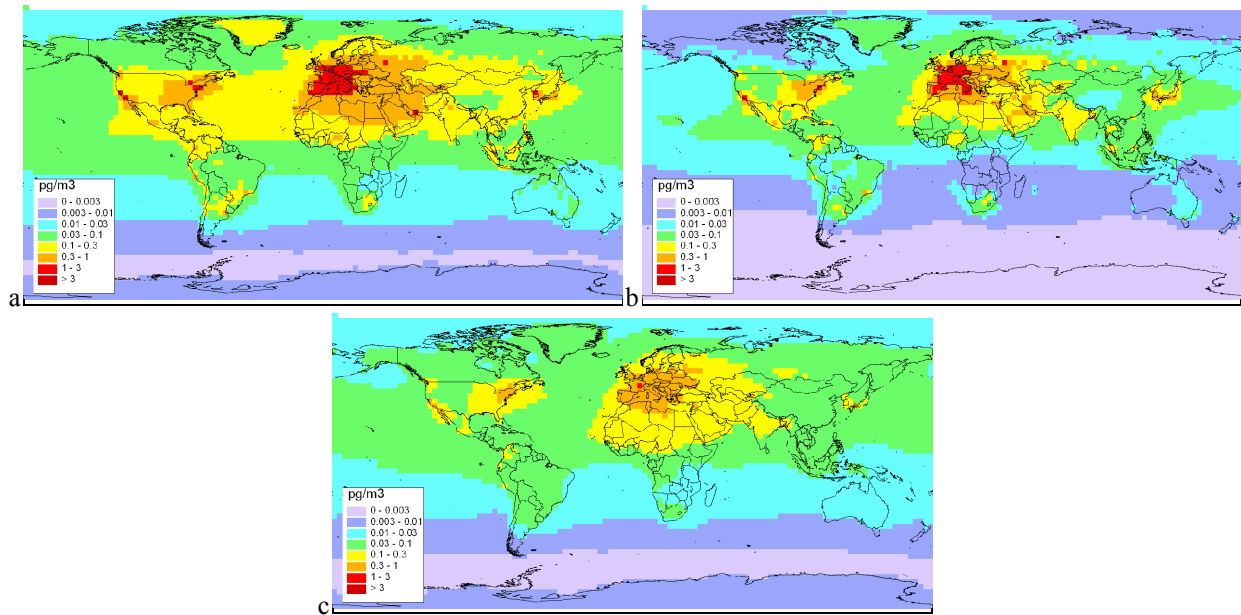 pg/m3
0 - 0.003
0.003 - 0.01
0.01 - 0.03
0.03 - 0.1
0.1 - 0.3
0.3 - 1
1 - 3
> 3
a
pg/m3
0 - 0.003
0.003 - 0.01
0.01 - 0.03
0.03 - 0.1
0.1 - 0.3
0.3 - 1
1 - 3
> 3
b
pg/m3
0 - 0.003
0.003 - 0.01
0.01 - 0.03
0.03 - 0.1
0.1 - 0.3
0.3 - 1
1 - 3
> 3
c